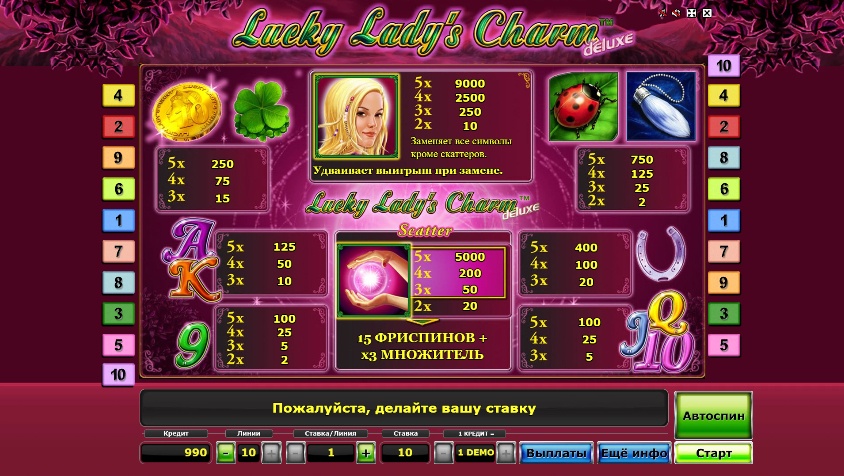 Lucky Lady's Charm™ deluxe
10
4
2
9
6
1
7
8
3
5
10
4
2
8
6
1
7
9
3
5
5x 250
4x 75
3x 15
5x 9000
4x 2500
3x 250
2x 10
Заменяет все символы
кроме скаттеров.
Удваивает выигрыш при замене.
5x 750
4x 125
3x 25
2x 2
Lucky Lady's Charm™ deluxe
A K
5x 125
4x 50
3x 10
Scatter
5x 5000
4x 200
3x 50
2x 20
15 ФРИСПИНОВ +
X3 МНОЖИТЕЛЬ
5x 400
4x 100
3x 20
9
5x 100
4x 25
3x 5
2x 2
5x 100
4x 25
3x 5
J Q 10
Пожалуйста, делайте вашу ставку
Автоспин
Кредит Линии Ставка/Линия Ставка 1 КРЕДИТ =
990 - 10 + - 1 + 10 - 1 DEMO + Выплаты Ещё инфо Старт